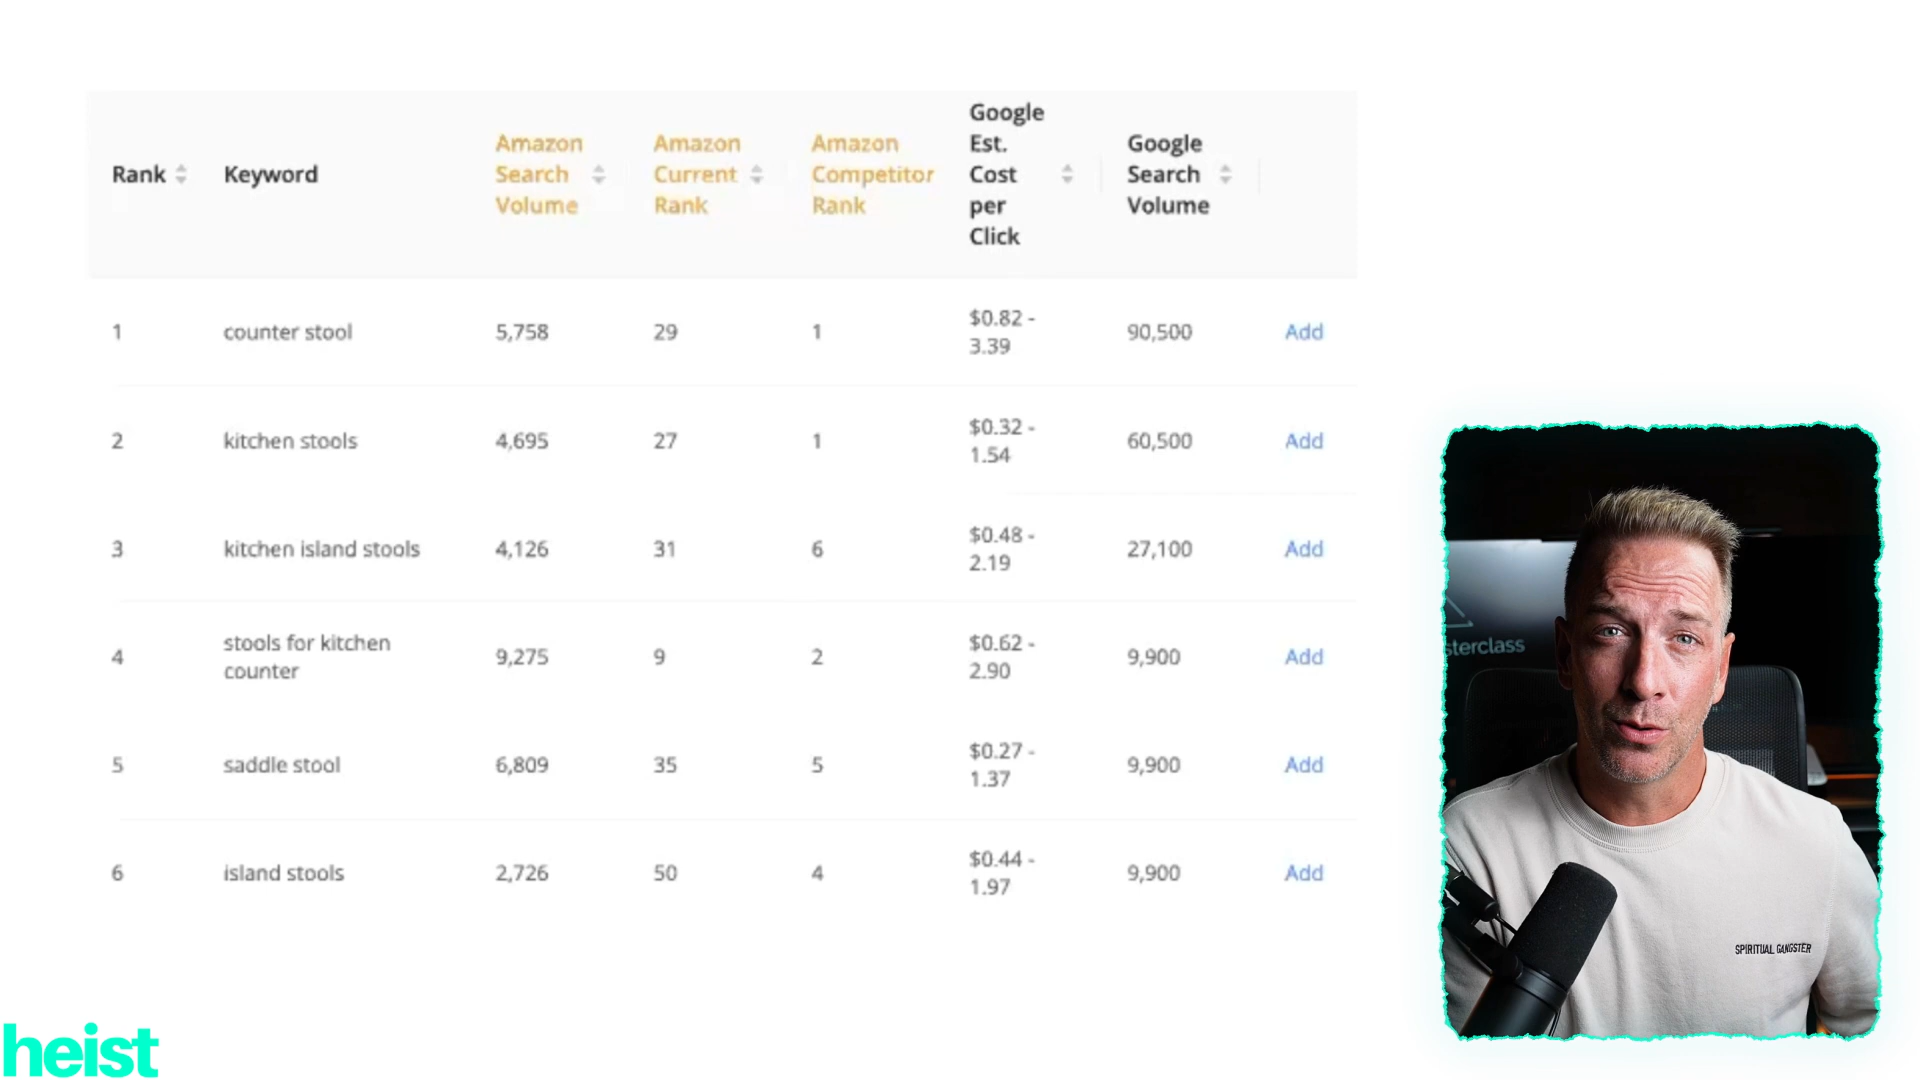 Rank
Keyword
Amazon
Search
Volume
Amazon
Current
Rank
Amazon
Competitor
Rank
Google
Est.
Cost
per
Click
Google
Search
Volume
1
counter stool
5,758
29
1
$0.82 -
3.39
90,500
Add
2
kitchen stools
4,695
27
1
$0.32 -
1.54
60,500
Add
3
kitchen island stools
4,126
31
6
$0.48 -
2.19
27,100
Add
4
stools for kitchen
counter
9,275
9
2
$0.62 -
2.90
9,900
Add
5
saddle stool
6,809
35
5
$0.27 -
1.37
9,900
Add
6
island stools
2,726
50
4
$0.44 -
1.97
9,900
Add
sterclass
SPIRITUAL GANGSTER
heist